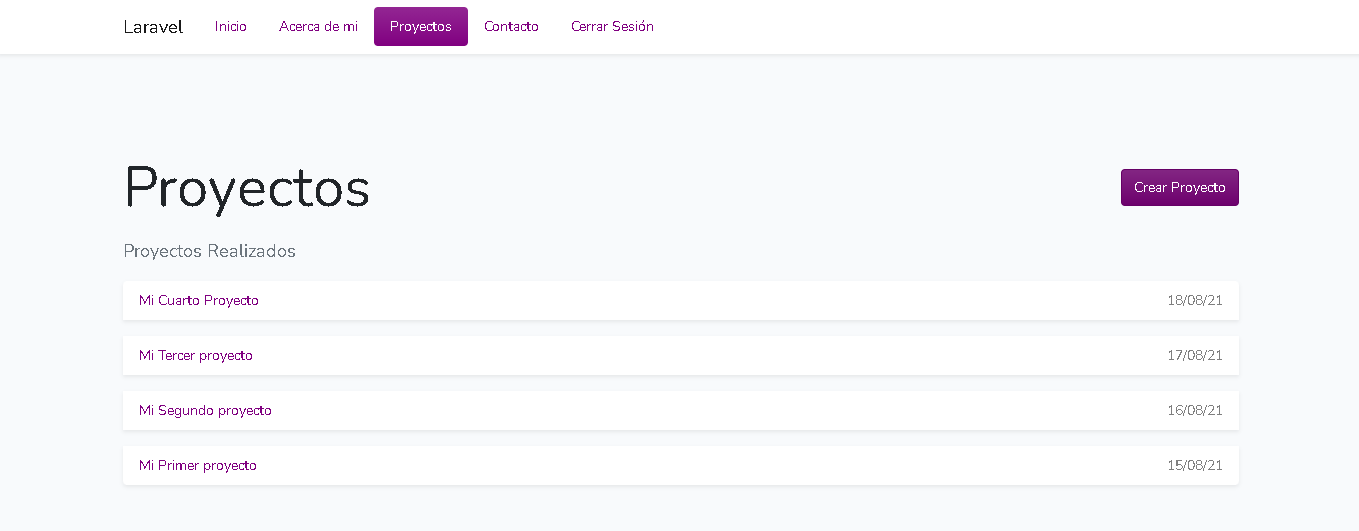 Laravel Inicio Acerca de mi Proyectos Contacto Cerrar Sesión
Proyectos Crear Proyecto
Proyectos Realizados
Mi Cuarto Proyecto 18/08/21
Mi Tercer proyecto 17/08/21
Mi Segundo proyecto 16/08/21
Mi Primer proyecto 15/08/21